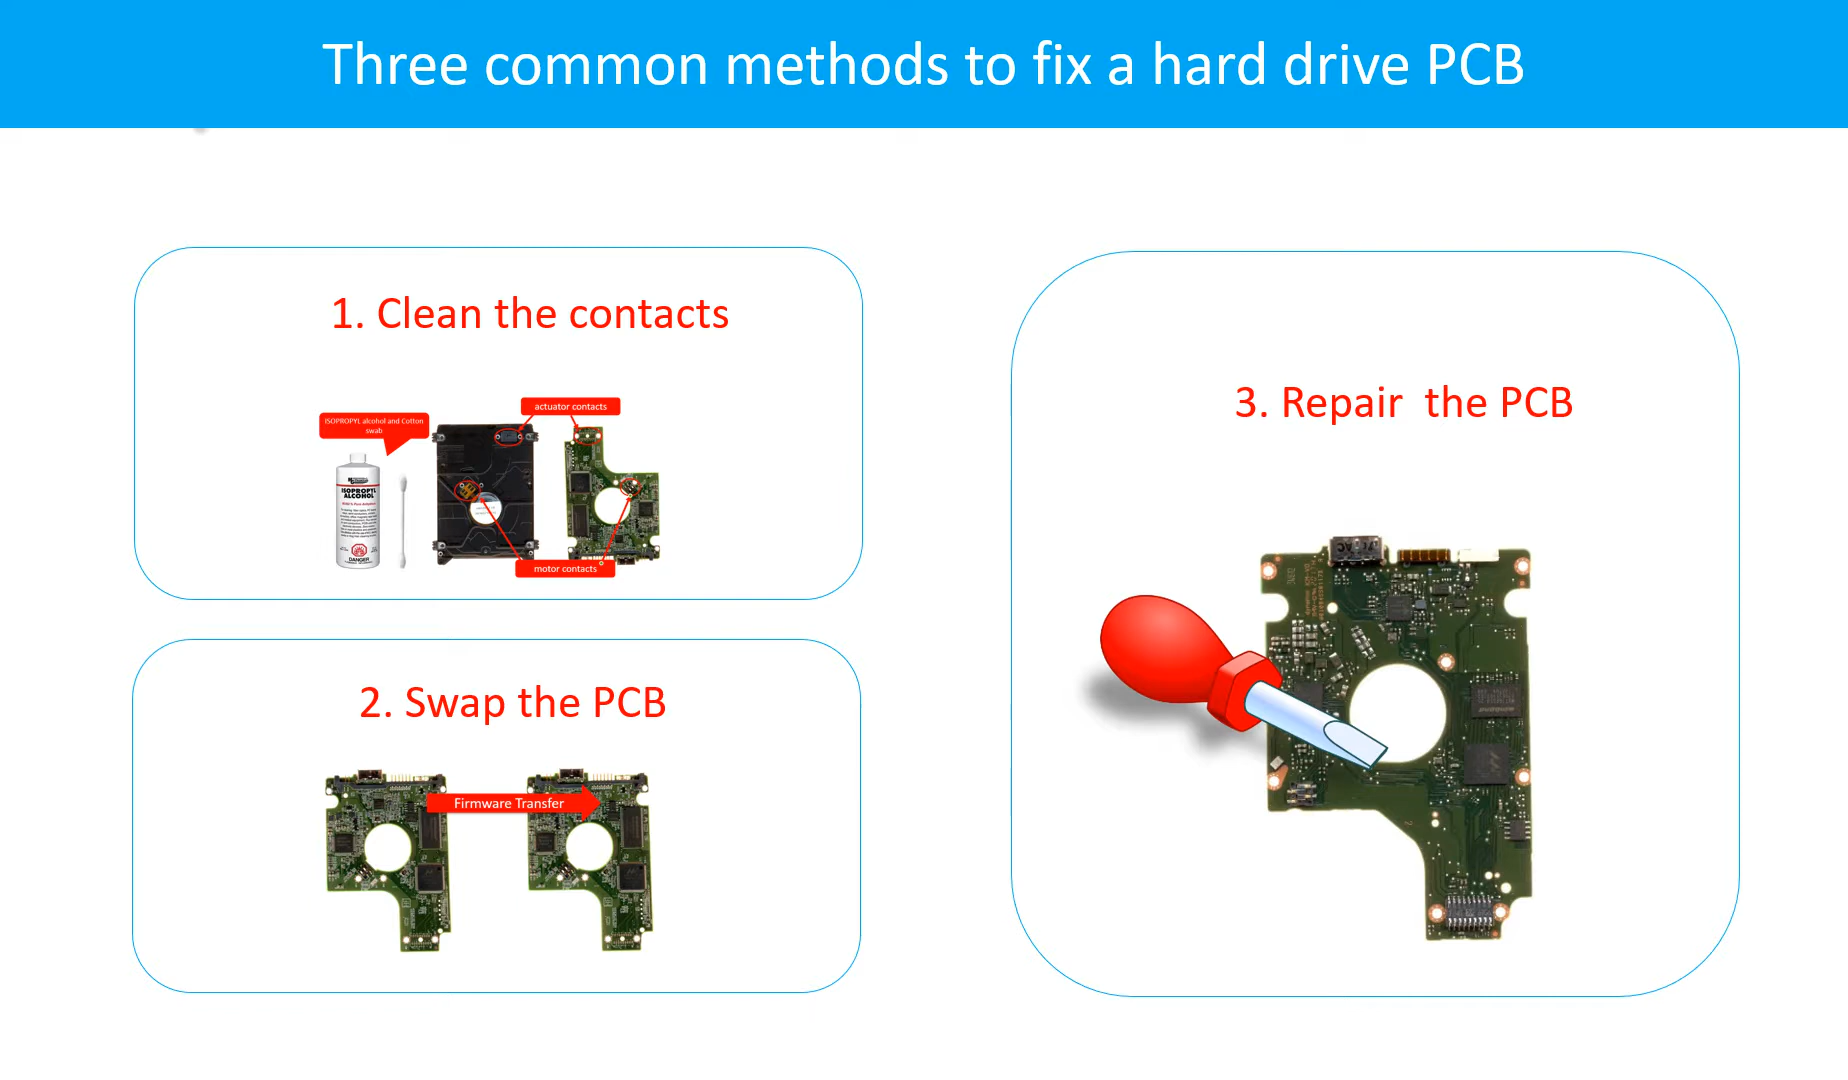 Three common methods to fix a hard drive PCB
1. Clean the contacts
actuator contacts
ISOPROPYL alcohol and Cotton
swab
ISOPROPYL
ALCOHOL
DANGER
motor contacts
2. Swap the PCB
Firmware Transfer
3. Repair  the PCB